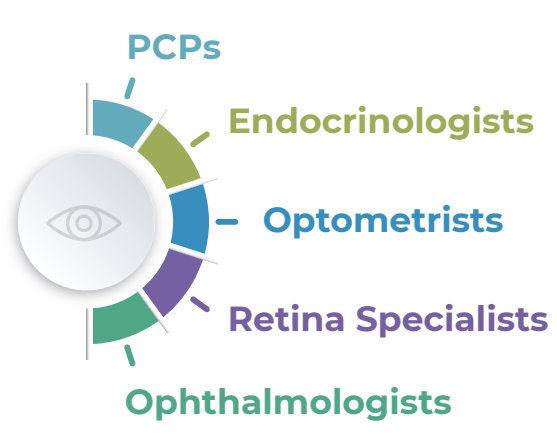 PCPs
Endocrinologists
Optometrists
Retina Specialists
Ophthalmologists